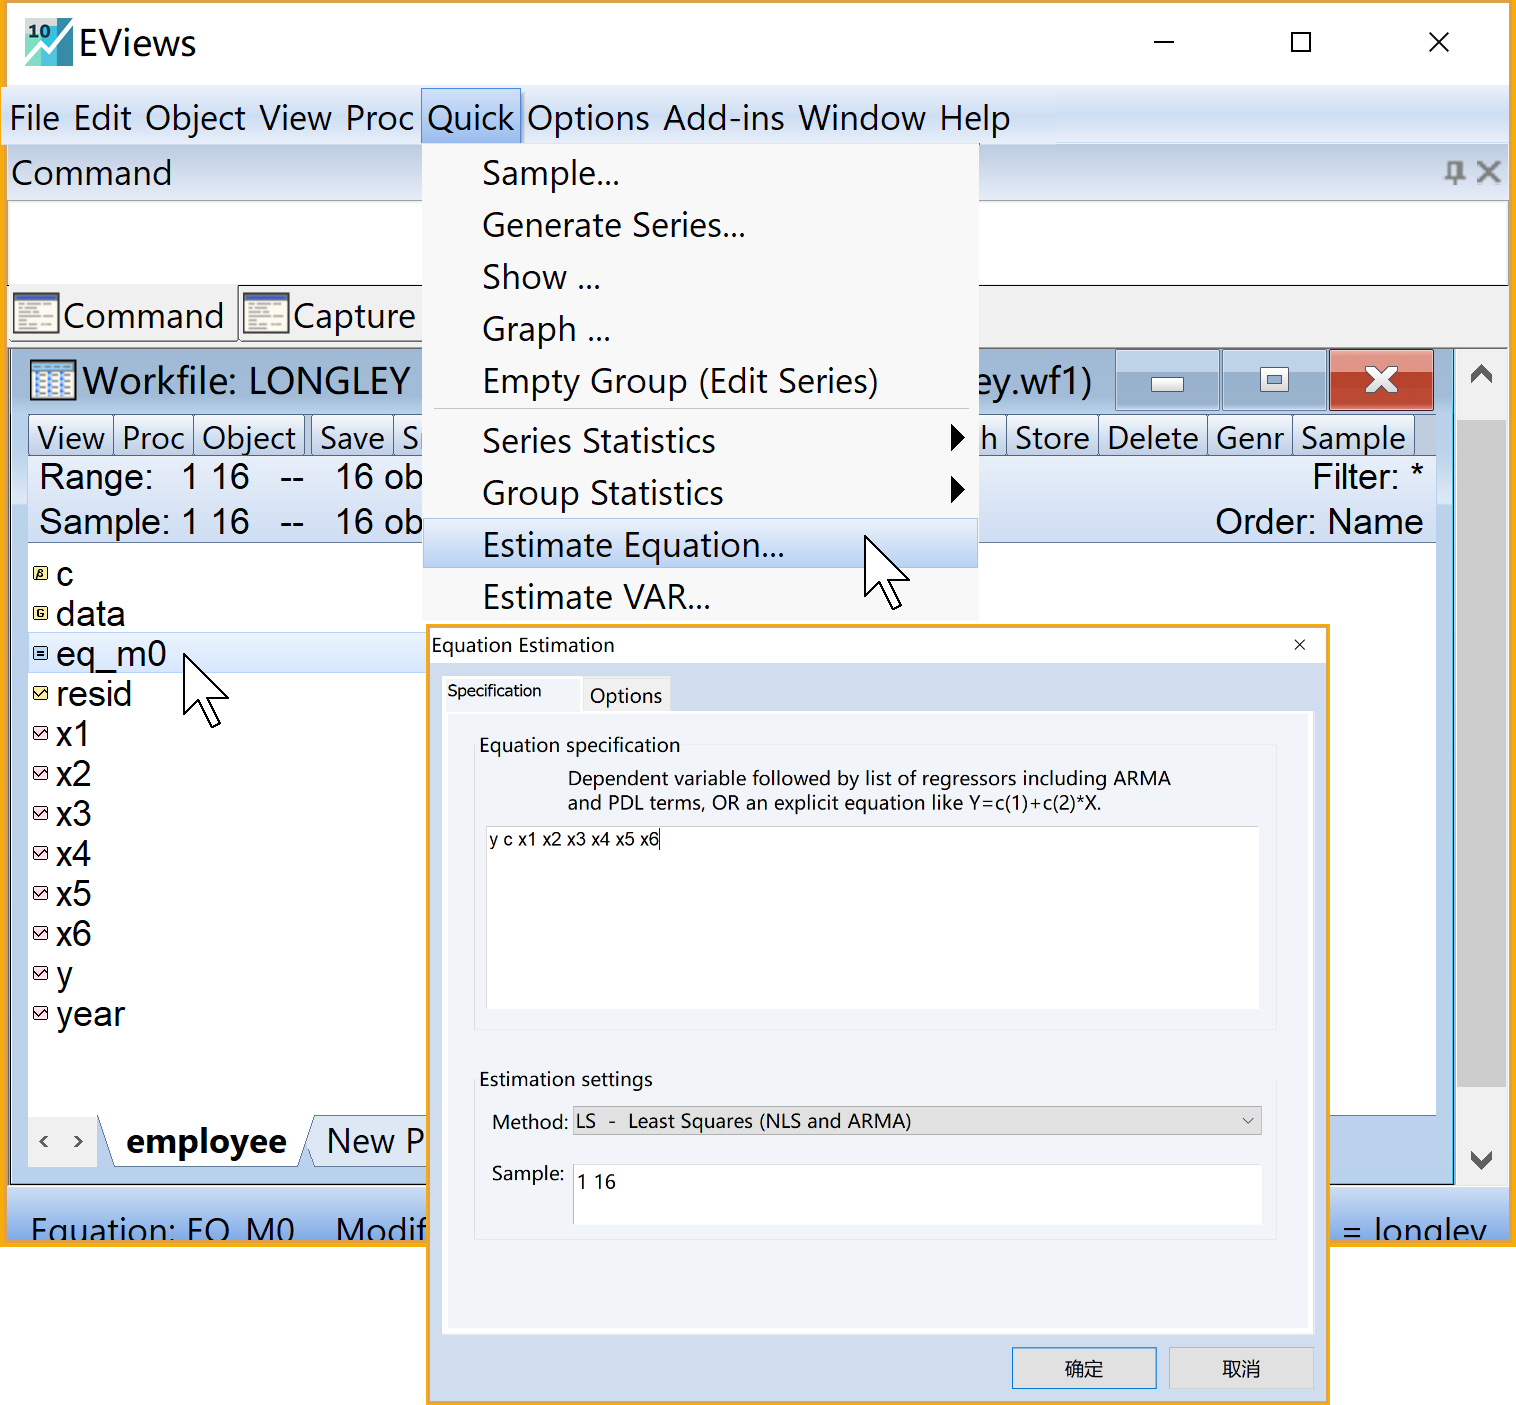 10 EViews
File Edit Object View Proc Quick Options Add-ins Window Help
Command
Sample...
Generate Series...
Show ...
Graph ...
Empty Group (Edit Series)
Series Statistics
Group Statistics
Estimate Equation...
Estimate VAR...
Command Capture
Workfile: LONGLEY ey.wf1)
View Proc Object Save S h Store Delete Genr Sample
Range: 1 16 -- 16 ob Filter: *
Sample: 1 16 -- 16 ob Order: Name
β c
G data
= eq_m0
resid
x1
x2
x3
x4
x5
x6
y
year
< > employee New P
Equation: EQ_M0 Modif = longley
Equation Estimation
Specification Options
Equation specification
Dependent variable followed by list of regressors including ARMA
and PDL terms, OR an explicit equation like Y=c(1)+c(2)*X.
y c x1 x2 x3 x4 x5 x6
Estimation settings
Method: LS - Least Squares (NLS and ARMA)
Sample: 1 16
确定 取消